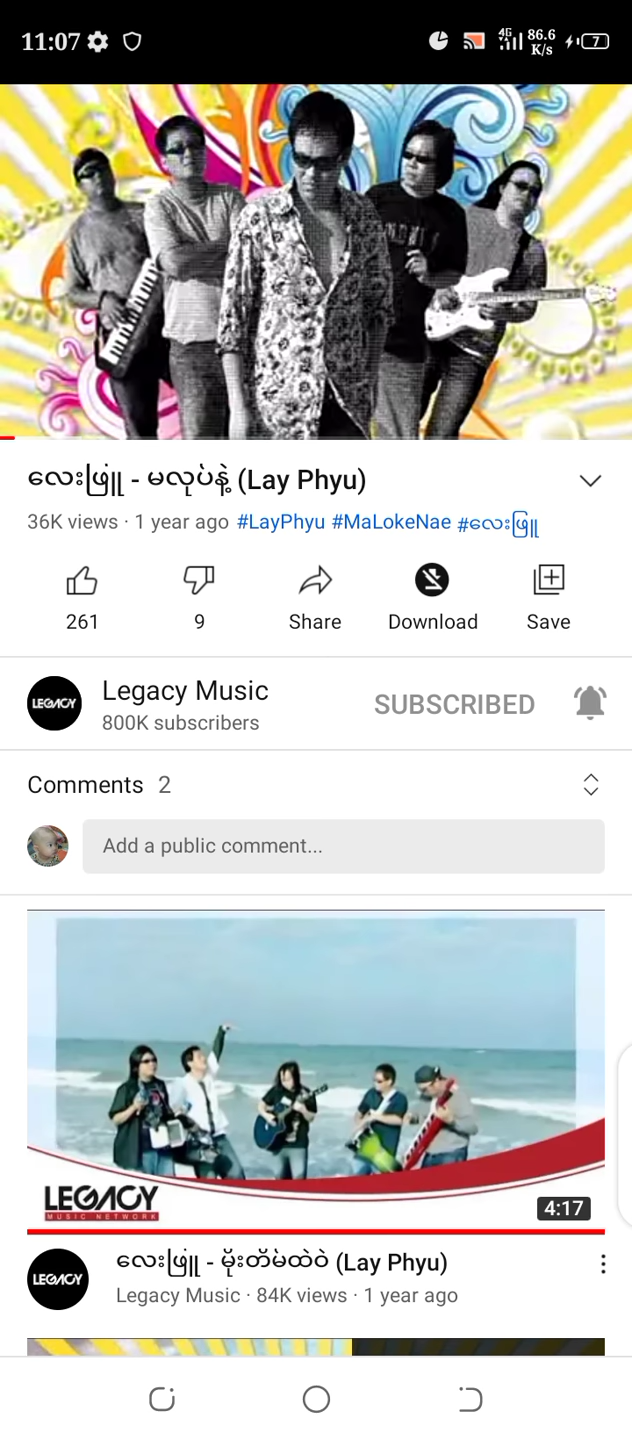 11:07
4G
86.6
K/s
7
လေးဖြူ - မလုပ်နဲ့ (Lay Phyu)
36K views · 1 year ago #LayPhyu #MaLokeNae #လေးဖြူ
261
9
Share
Download
Save
LEGACY
Legacy Music
SUBSCRIBED
800K subscribers
Comments 2
Add a public comment...
LEGACY
MUSIC NETWORK
4:17
LEGACY
လေးဖြူ - မိုးတိမ်ထဲဝဲ (Lay Phyu)
Legacy Music · 84K views · 1 year ago